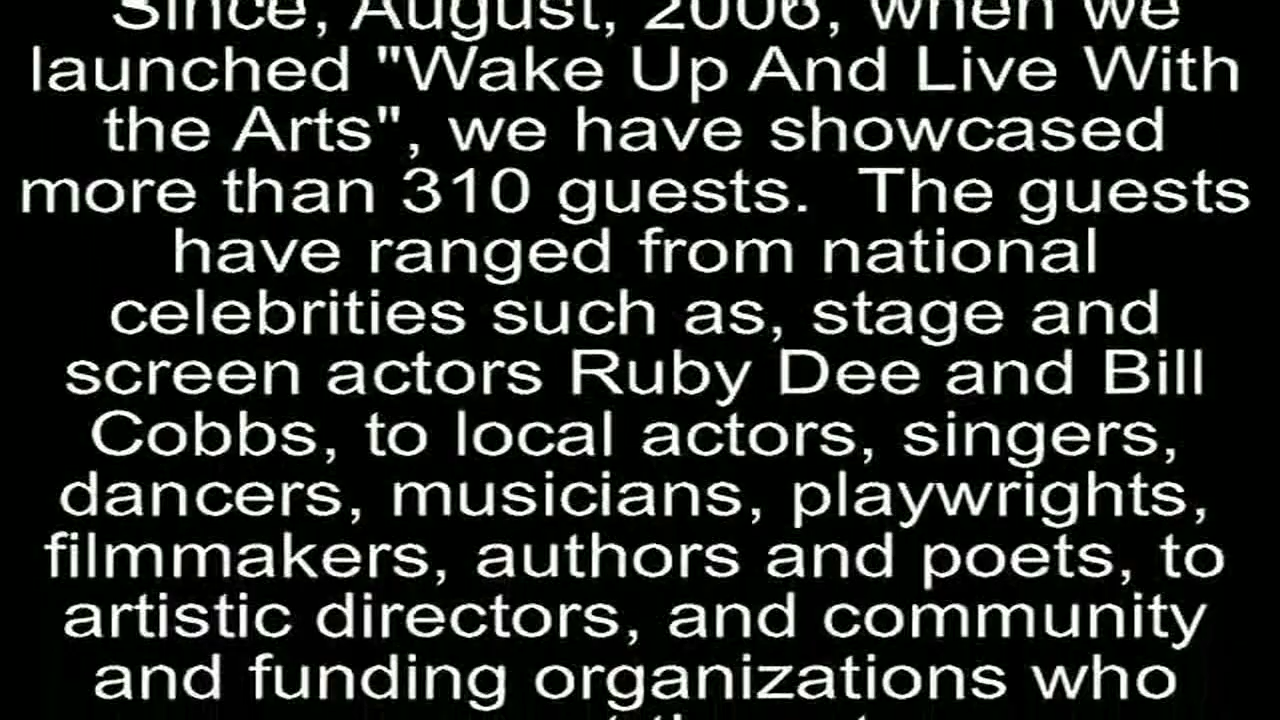 Since, August, 2006, when we
launched "Wake Up And Live With
the Arts", we have showcased
more than 310 guests.  The guests
have ranged from national
celebrities such as, stage and
screen actors Ruby Dee and Bill
Cobbs, to local actors, singers,
dancers, musicians, playwrights,
filmmakers, authors and poets, to
artistic directors, and community
and funding organizations who